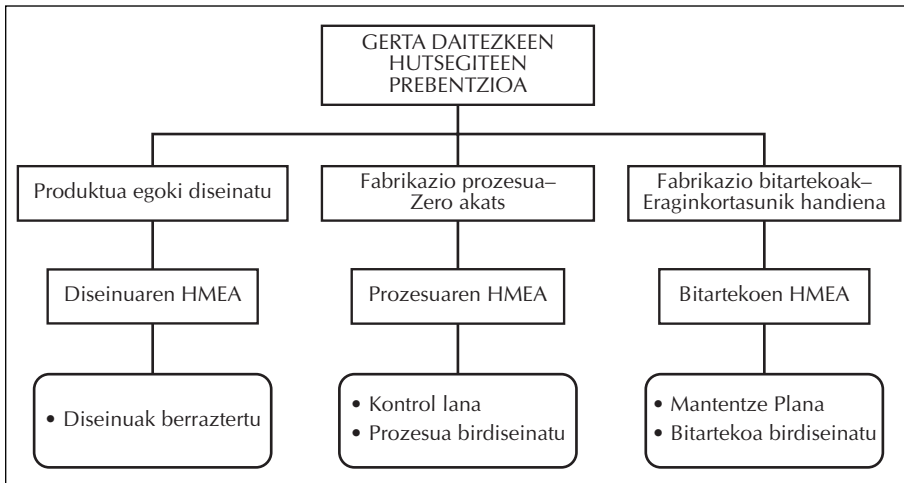 GERTA DAITEZKEEN
HUTSEGITEEN
PREBENTZIOA
Produktua egoki diseinatu
Fabrikazio prozesua–
Zero akats
Fabrikazio bitartekoak–
Eraginkortasunik handiena
Diseinuaren HMEA
Prozesuaren HMEA
Bitartekoen HMEA
• Diseinuak berraztertu
• Kontrol lana
• Prozesua birdiseinatu
• Mantentze Plana
• Bitartekoa birdiseinatu